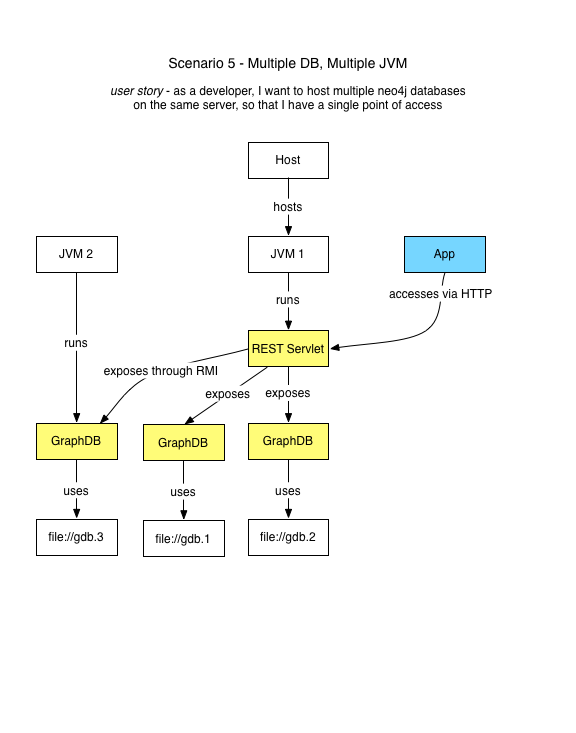 Scenario 5 - Multiple DB, Multiple JVM
user story - as a developer, I want to host multiple neo4j databases
on the same server, so that I have a single point of access
Host
hosts
JVM 2
JVM 1
App
accesses via HTTP
runs
runs
REST Servlet
exposes through RMI
exposes
exposes
GraphDB
GraphDB
GraphDB
uses
uses
uses
file://gdb.3
file://gdb.1
file://gdb.2